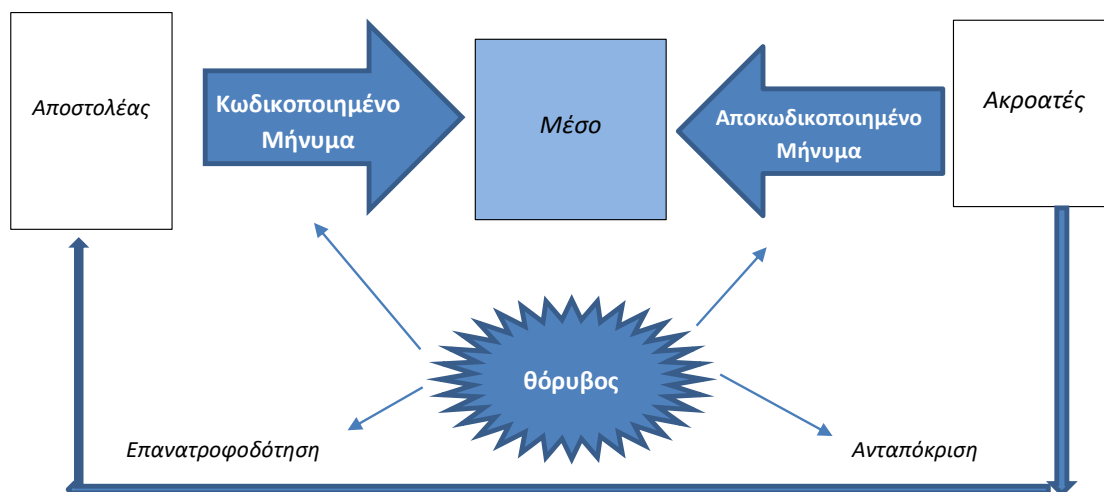 Αποστολέας
Κωδικοποιημένο
Μήνυμα
Μέσο
Αποκωδικοποιημένο
Μήνυμα
Ακροατές
θόρυβος
Επανατροφοδότηση
Ανταπόκριση